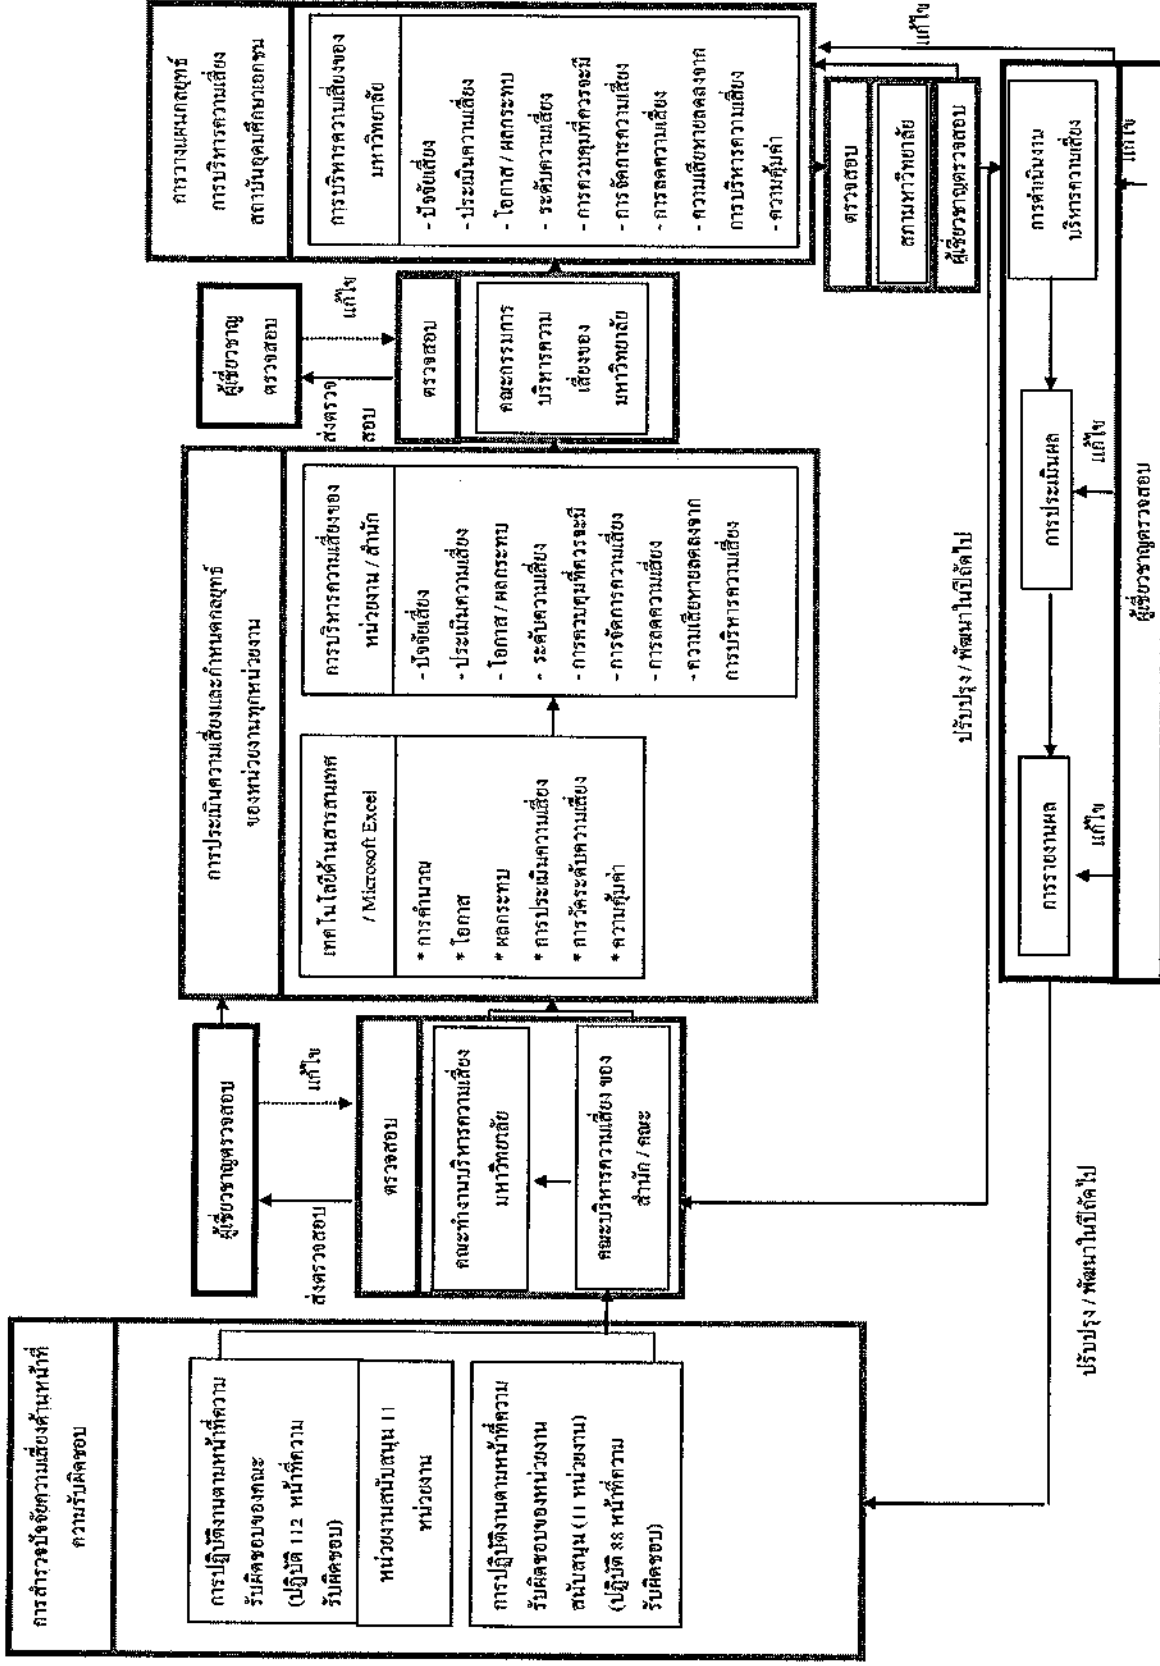 การสำรวจปัจจัยความเสี่ยงด้านหน้าที่
ความรับผิดชอบ
การปฏิบัติงานตามหน้าที่ความ
รับผิดชอบของคณะ
(ปฏิบัติ 112 หน้าที่ความ
รับผิดชอบ)
หน่วยงานสนับสนุน 11
หน่วยงาน
การปฏิบัติงานตามหน้าที่ความ
รับผิดชอบของหน่วยงาน
สนับสนุน (11 หน่วยงาน)
(ปฏิบัติ 88 หน้าที่ความ
รับผิดชอบ)
ผู้เชี่ยวชาญตรวจสอบ
ส่งตรวจสอบ
แก้ไข
ตรวจสอบ
คณะทำงานบริหารความเสี่ยง
มหาวิทยาลัย
คณะบริหารความเสี่ยง ของ
สำนัก / คณะ
การประเมินความเสี่ยงและกำหนดกลยุทธ์
ของหน่วยงานทุกหน่วยงาน
เทคโนโลยีด้านสารสนเทศ
/ Microsoft Excel
* การคำนวณ
* โอกาส
* ผลกระทบ
* การประเมินความเสี่ยง
* การวัดระดับความเสี่ยง
* ความคุ้มค่า
การบริหารความเสี่ยงของ
หน่วยงาน / สำนัก
- ปัจจัยเสี่ยง
- ประเมินความเสี่ยง
- โอกาส / ผลกระทบ
- ระดับความเสี่ยง
- การควบคุมที่ควรจะมี
- การจัดการความเสี่ยง
- การลดความเสี่ยง
- ความเสียหายลดลงจาก
การบริหารความเสี่ยง
ผู้เชี่ยวชาญ
ตรวจสอบ
ส่งตรวจ
สอบ
แก้ไข
ตรวจสอบ
คณะกรรมการ
บริหารความ
เสี่ยงของ
มหาวิทยาลัย
การวางแผนกลยุทธ์
การบริหารความเสี่ยง
สถาบันอุดมศึกษาเอกชน
การบริหารความเสี่ยงของ
มหาวิทยาลัย
- ปัจจัยเสี่ยง
- ประเมินความเสี่ยง
- โอกาส / ผลกระทบ
- ระดับความเสี่ยง
- การควบคุมที่ควรจะมี
- การจัดการความเสี่ยง
- การลดความเสี่ยง
- ความเสียหายลดลงจาก
การบริหารความเสี่ยง
- ความคุ้มค่า
ตรวจสอบ
สภามหาวิทยาลัย
ผู้เชี่ยวชาญตรวจสอบ
แก้ไข
การดำเนินงาน
บริหารความเสี่ยง
แก้ไข
การประเมินผล
แก้ไข
การรายงานผล
แก้ไข
ผู้เชี่ยวชาญตรวจสอบ
ปรับปรุง / พัฒนาในปีถัดไป
ปรับปรุง / พัฒนาในปีถัดไป